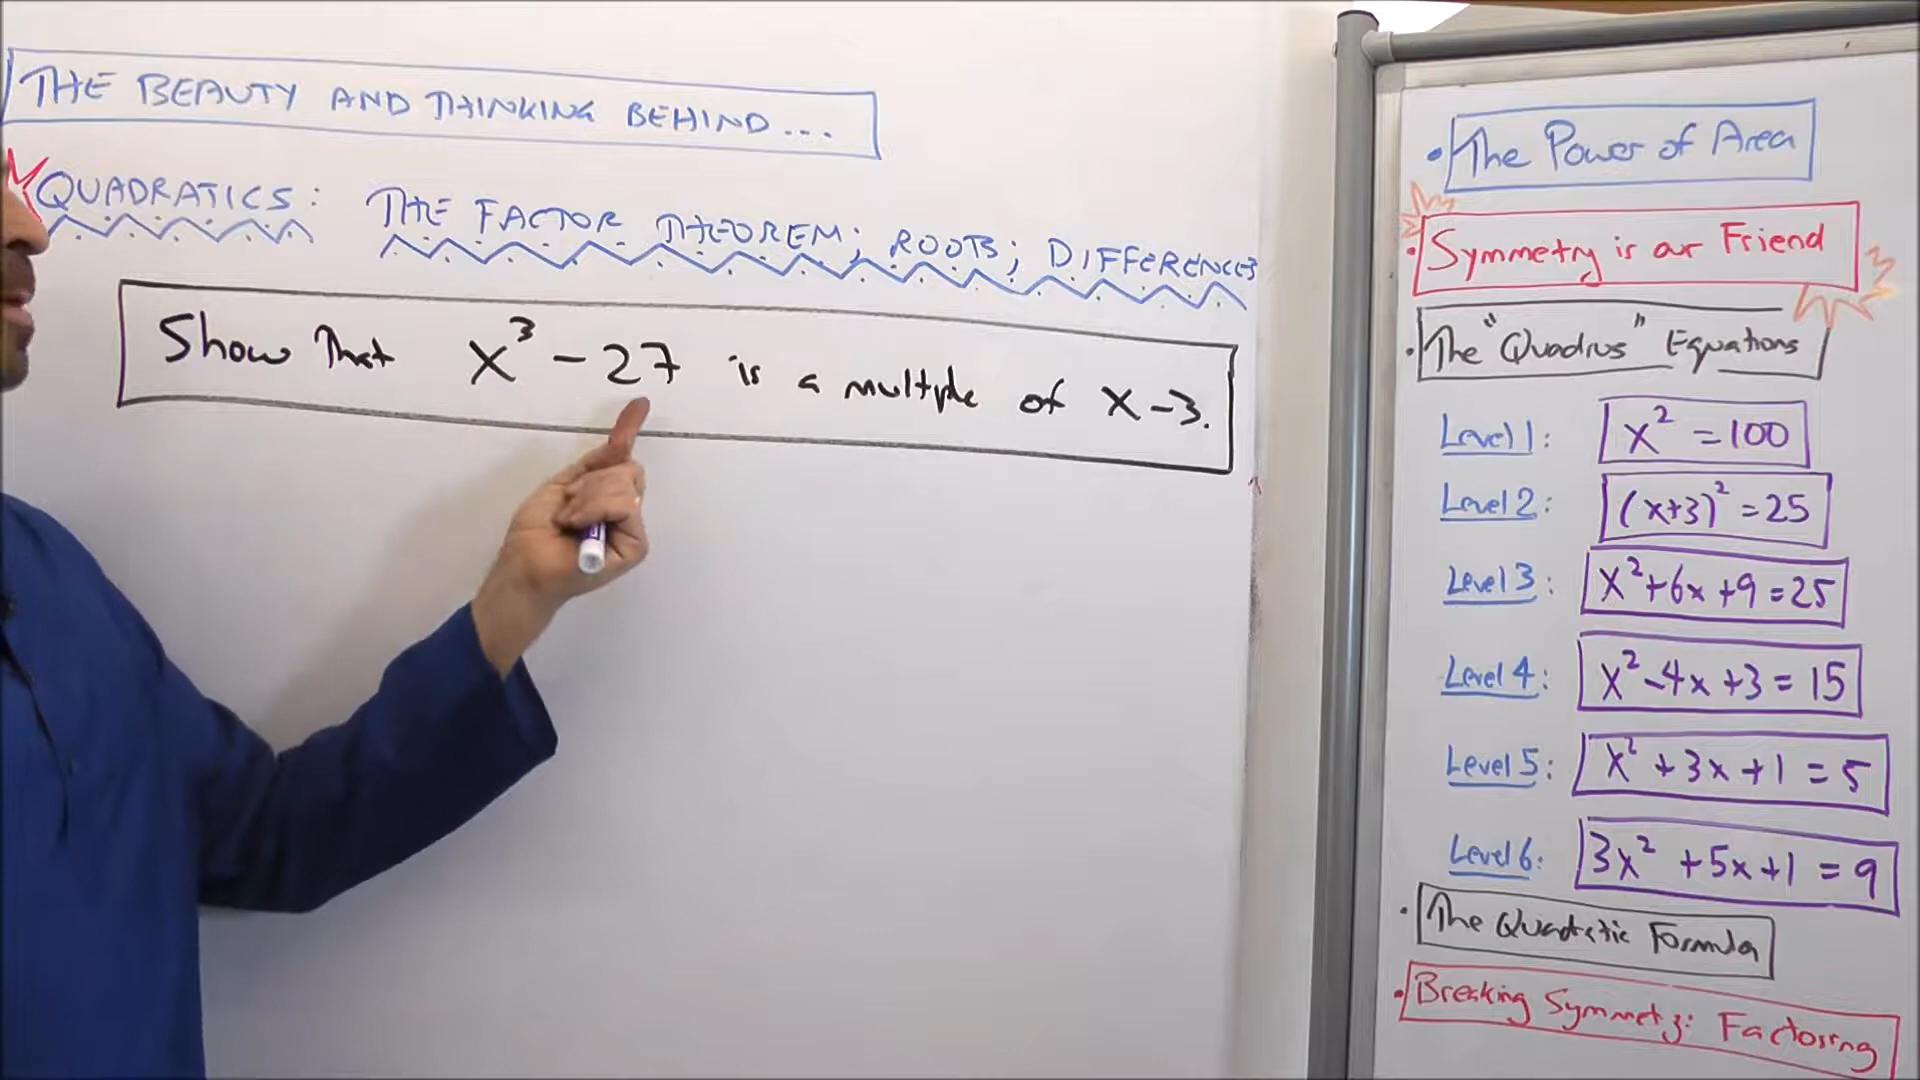 THE BEAUTY AND THINKING BEHIND...
QUADRATICS: THE FACTOR THEOREM; ROOTS; DIFFERENCES
Show That x³ - 27 is a multiple of x - 3.
• The Power of Area
• Symmetry is our Friend
• The "Quadrus" Equations
Level 1: x² = 100
Level 2: (x+3)² = 25
Level 3: x² + 6x + 9 = 25
Level 4: x² - 4x + 3 = 15
Level 5: x² + 3x + 1 = 5
Level 6: 3x² + 5x + 1 = 9
• The Quadratic Formula
• Breaking Symmetry: Factoring